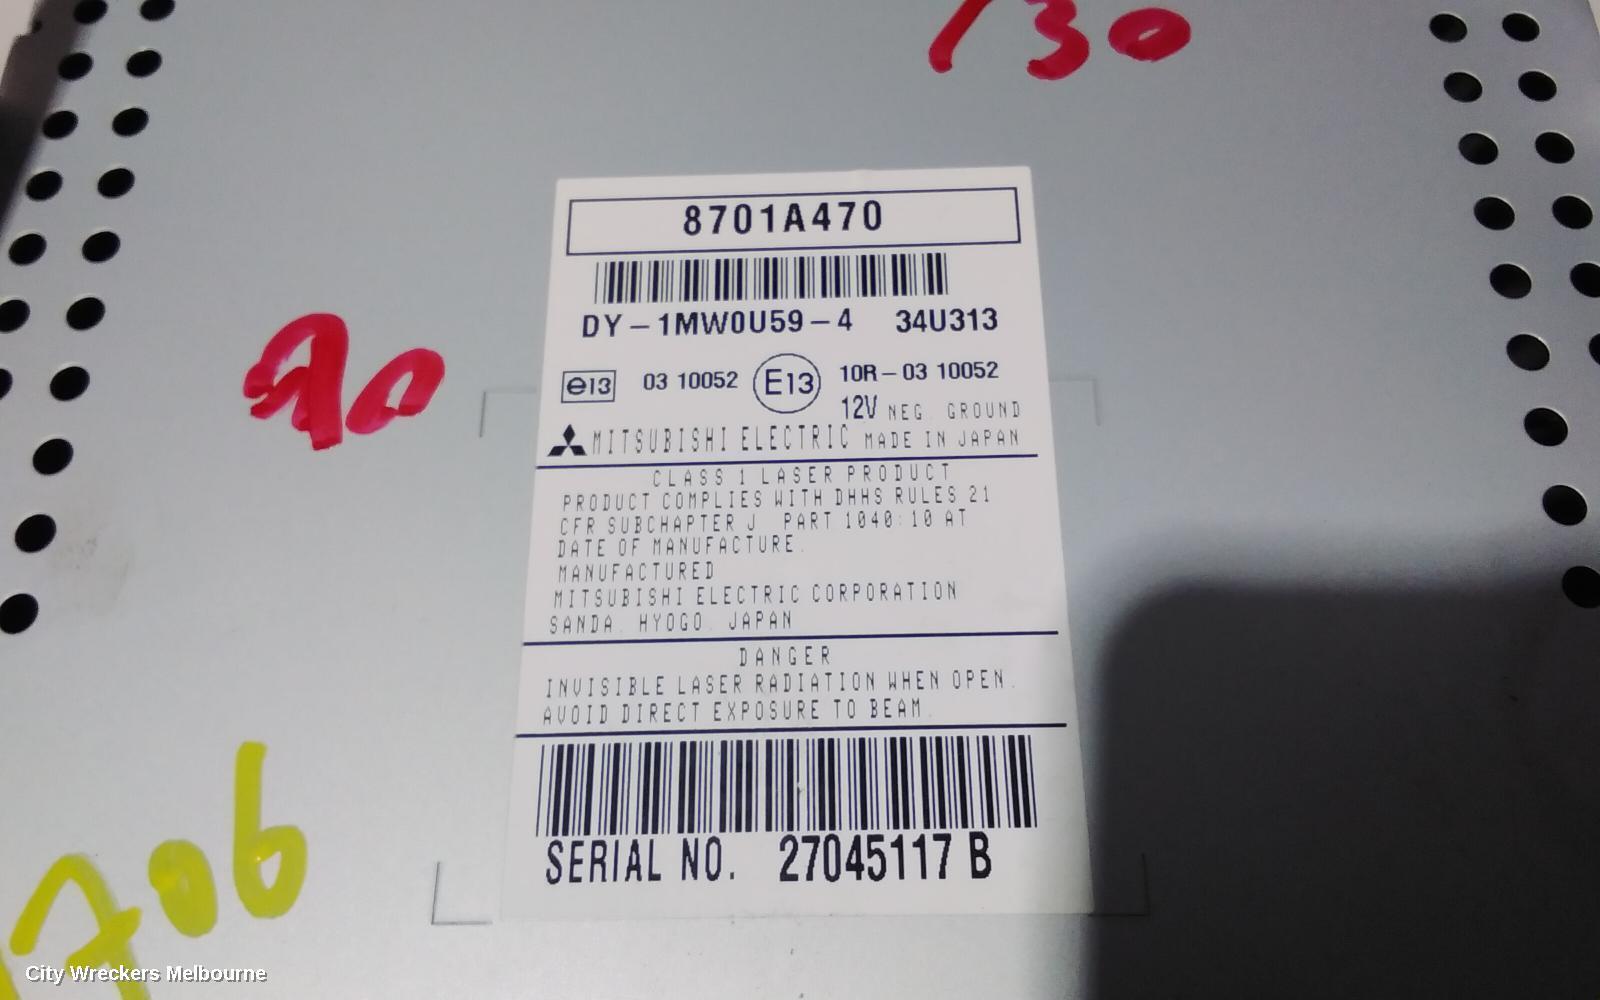 130
8701A470
DY-1MW0U59-4 34U313
e13 03 10052 E13 10R-03 10052
12V NEG. GROUND
MITSUBISHI ELECTRIC MADE IN JAPAN
CLASS 1 LASER PRODUCT
PRODUCT COMPLIES WITH DHHS RULES 21
CFR SUBCHAPTER J PART 1040:10 AT
DATE OF MANUFACTURE.
MANUFACTURED
MITSUBISHI ELECTRIC CORPORATION
SANDA. HYOGO. JAPAN
DANGER
INVISIBLE LASER RADIATION WHEN OPEN.
AVOID DIRECT EXPOSURE TO BEAM.
SERIAL NO. 27045117 B
City Wreckers Melbourne